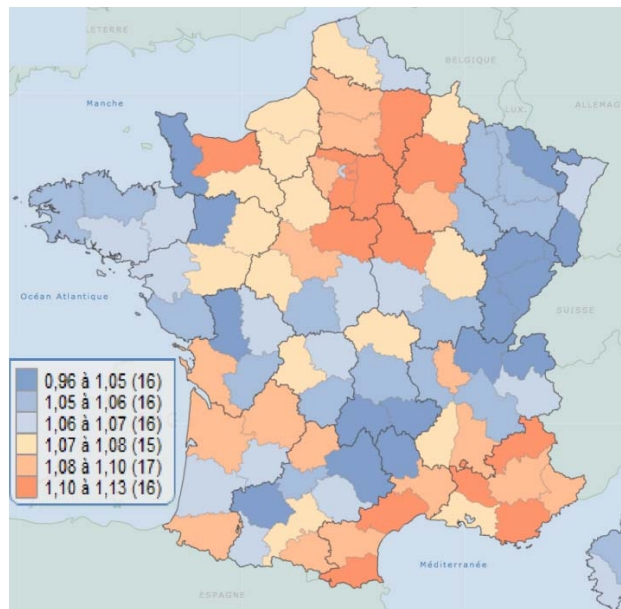 LETERRE
BELGIQUE
Manche
LUX.
ALLEMAG
Océan Atlantique
SUISSE
0,96 à 1,05 (16)
1,05 à 1,06 (16)
1,06 à 1,07 (16)
1,07 à 1,08 (15)
1,08 à 1,10 (17)
1,10 à 1,13 (16)
Méditerranée
ESPAGNE